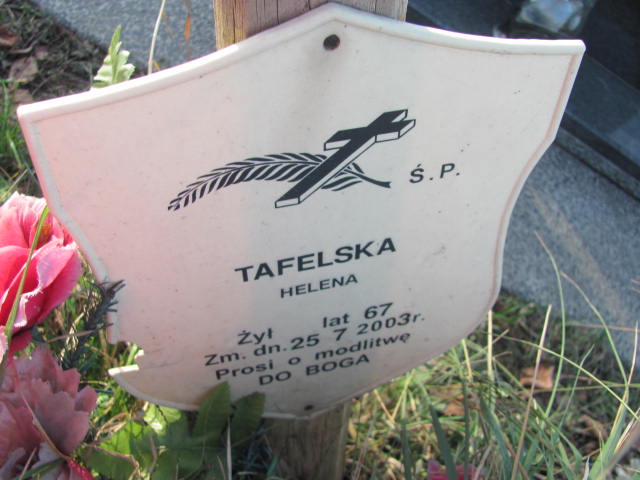 Ś.P.
TAFELSKA
HELENA
Żył lat 67
Zm. dn. 25 7 2003r.
Prosi o modlitwę
DO BOGA